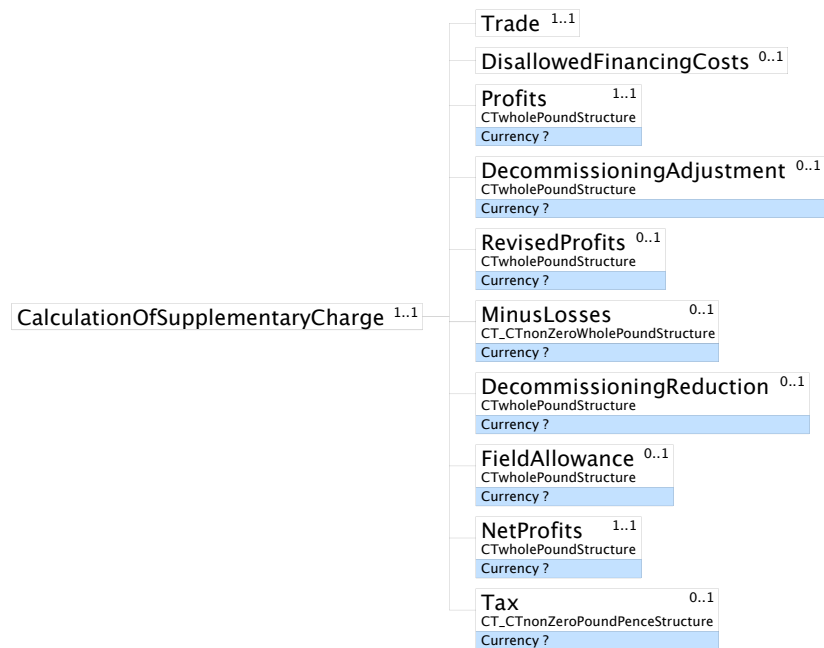 Trade 1..1
DisallowedFinancingCosts 0..1
Profits 1..1
CTwholePoundStructure
Currency ?
DecommissioningAdjustment 0..1
CTwholePoundStructure
Currency ?
RevisedProfits 0..1
CTwholePoundStructure
Currency ?
CalculationOfSupplementaryCharge 1..1
MinusLosses 0..1
CT_CTnonZeroWholePoundStructure
Currency ?
DecommissioningReduction 0..1
CTwholePoundStructure
Currency ?
FieldAllowance 0..1
CTwholePoundStructure
Currency ?
NetProfits 1..1
CTwholePoundStructure
Currency ?
Tax 0..1
CT_CTnonZeroPoundPenceStructure
Currency ?